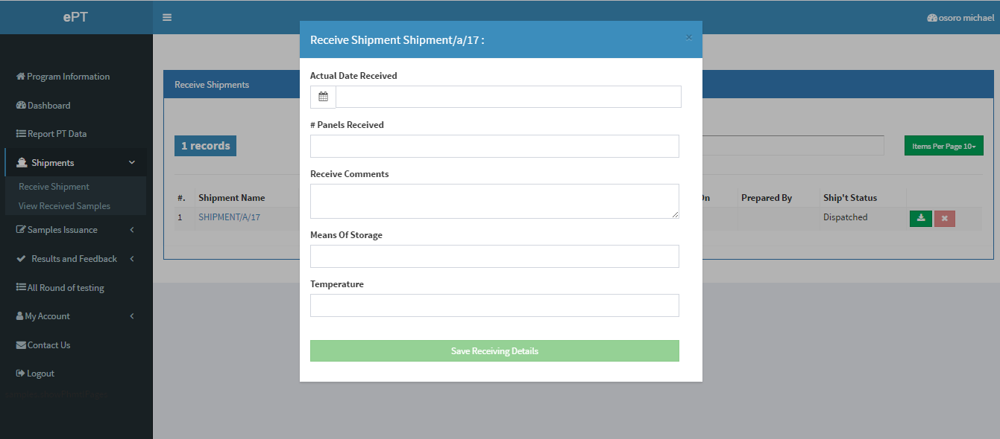 ePT
osoro michael
Program Information
Dashboard
Report PT Data
Shipments
Receive Shipment
View Received Samples
Samples Issuance
Results and Feedback
All Round of testing
My Account
Contact Us
Logout
Receive Shipments
1 records
Items Per Page 10
#. Shipment Name Prepared By Ship't Status
1 SHIPMENT/A/17 Dispatched
Receive Shipment Shipment/a/17 :
×
Actual Date Received
# Panels Received
Receive Comments
Means Of Storage
Temperature
Save Receiving Details